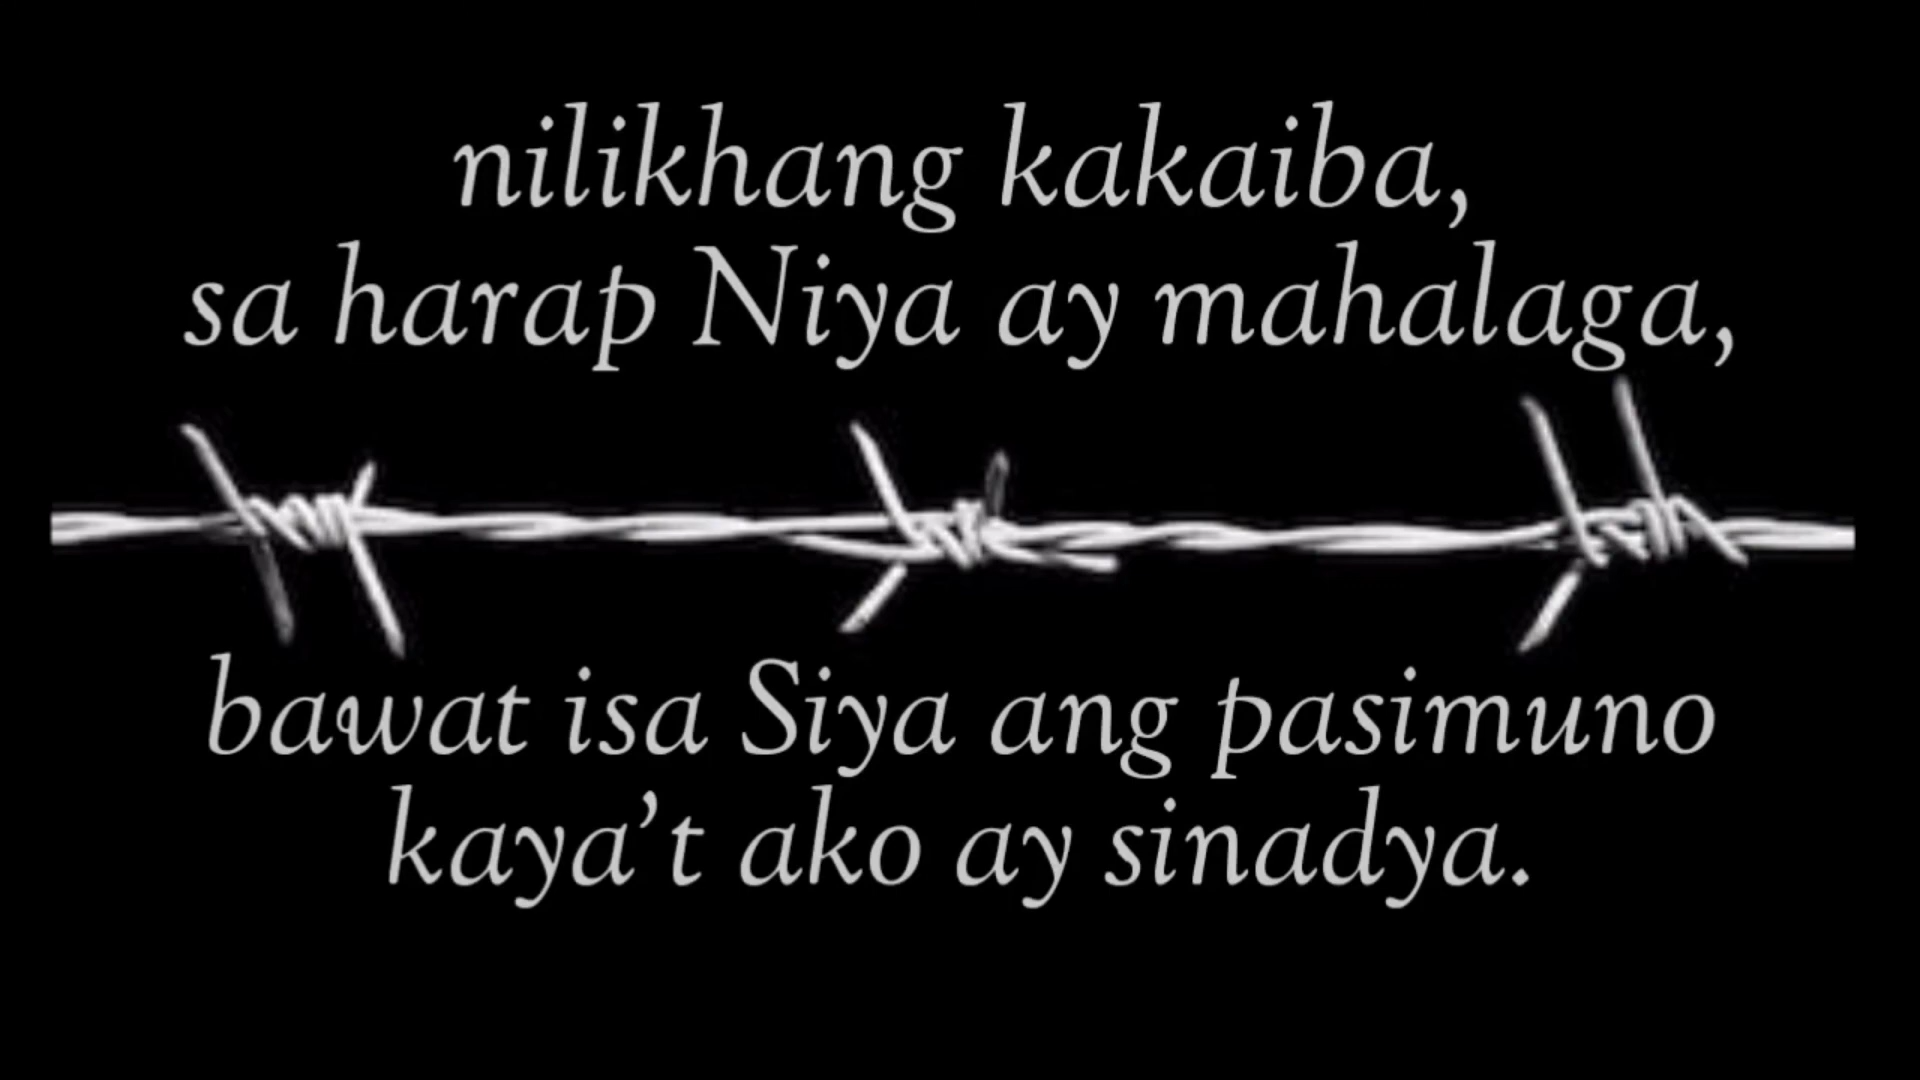 nilikhang kakaiba,
sa harap Niya ay mahalaga,
bawat isa Siya ang pasimuno
kaya’t ako ay sinadya.